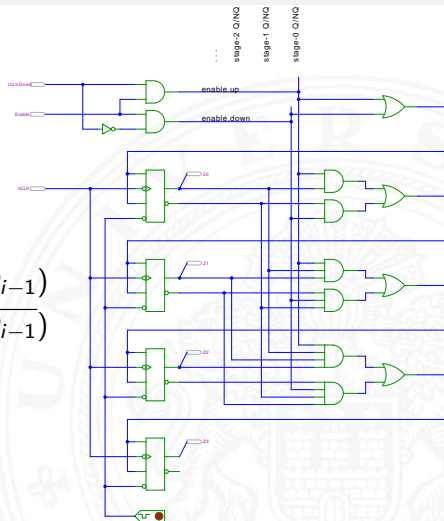 stage-2 Q/NQ
stage-1 Q/NQ
stage-0 Q/NQ
Up/nDown
enable.up
Enable
enable.down
nCLK
Z0
i−1)
Z1
i−1)
Z2
Z3